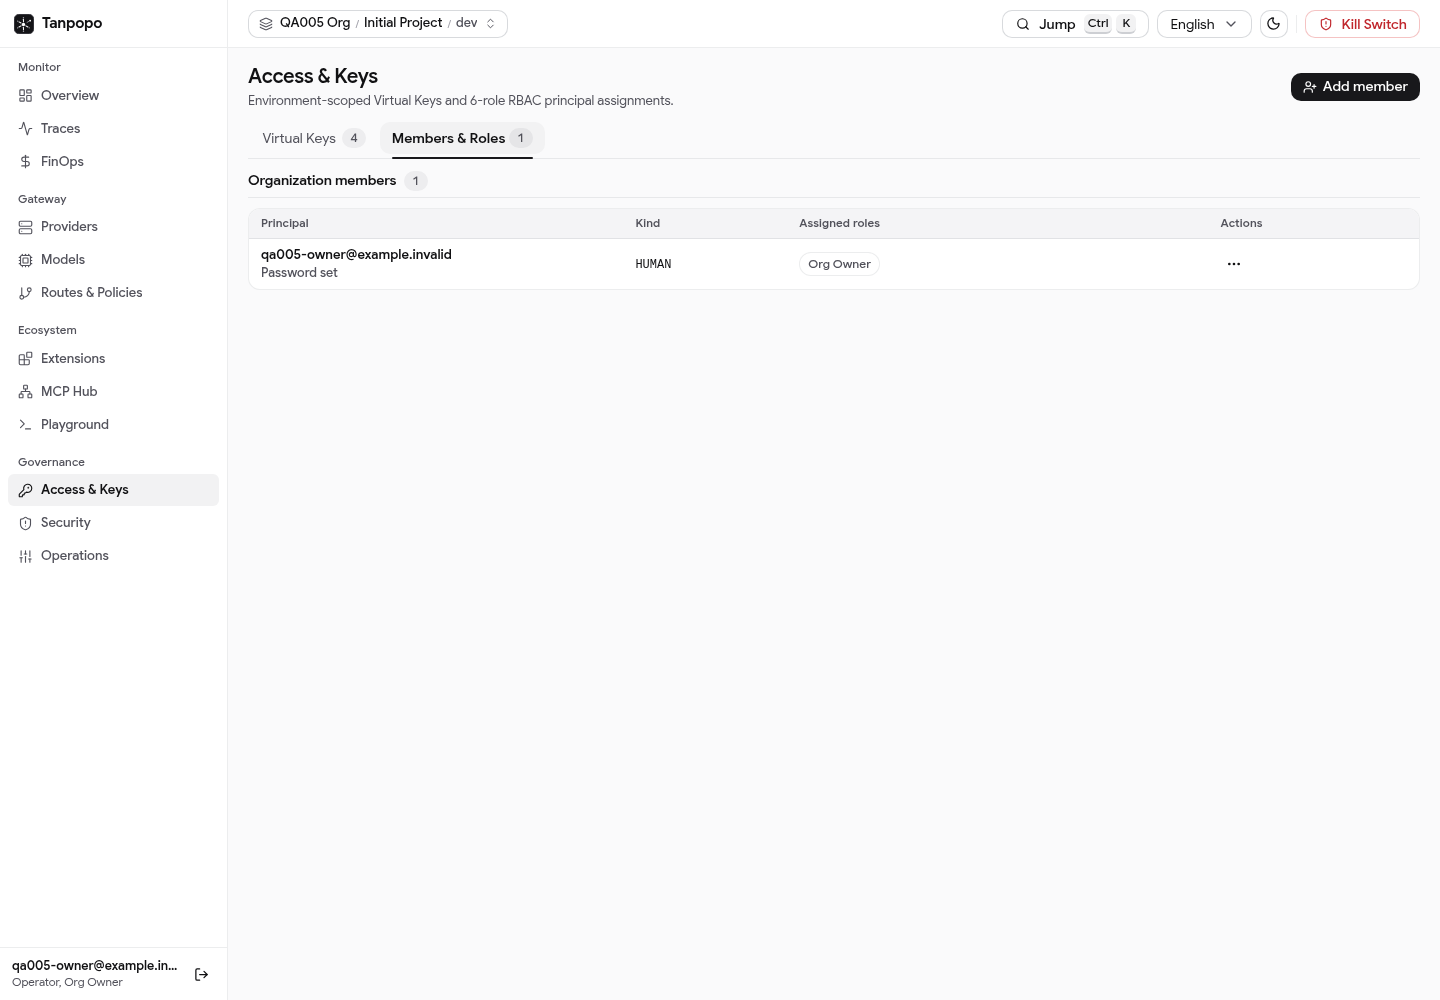 Tanpopo
QA005 Org / Initial Project / dev
Jump Ctrl K
English
Kill Switch
Monitor
Overview
Traces
FinOps
Gateway
Providers
Models
Routes & Policies
Ecosystem
Extensions
MCP Hub
Playground
Governance
Access & Keys
Security
Operations
qa005-owner@example.in...
Operator, Org Owner
Access & Keys
Environment-scoped Virtual Keys and 6-role RBAC principal assignments.
Add member
Virtual Keys 4
Members & Roles 1
Organization members 1
Principal Kind Assigned roles Actions
qa005-owner@example.invalid
Password set
HUMAN
Org Owner